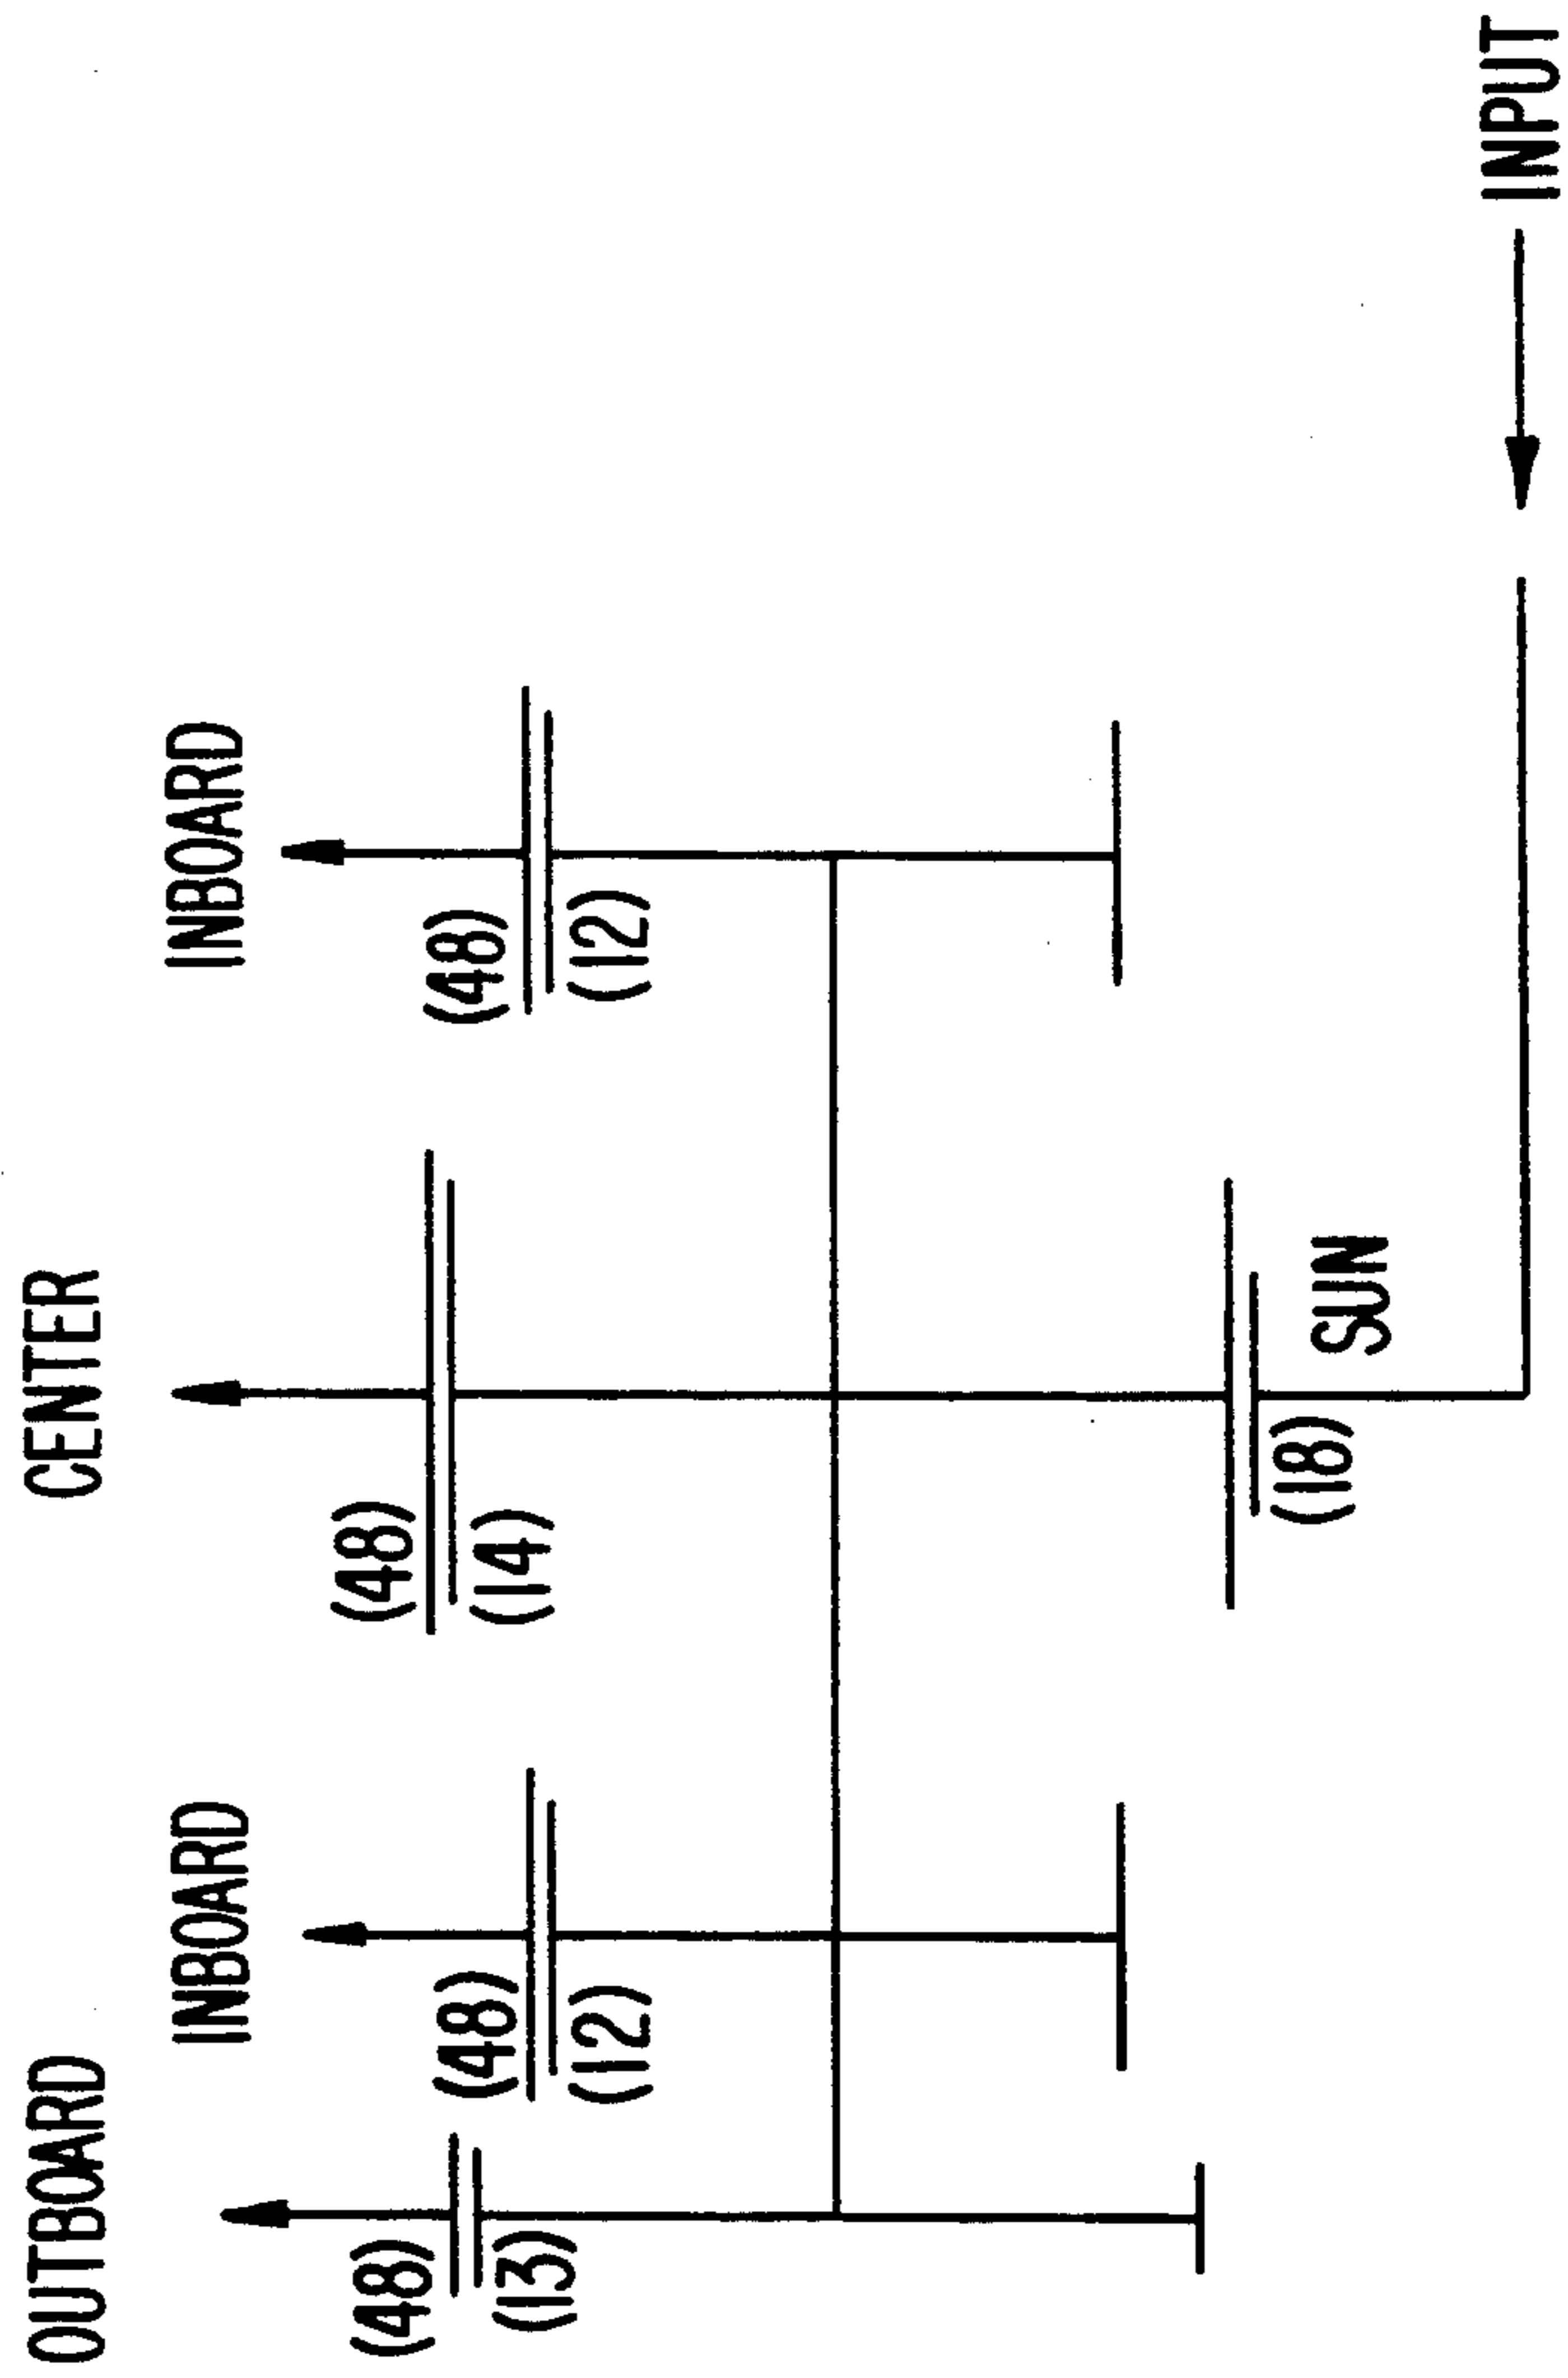 OUTBOARD CENTER
INBOARD INBOARD
(48) (48)
(48) (48)
(13) (14)
(12) (12)
(18) SUN
INPUT